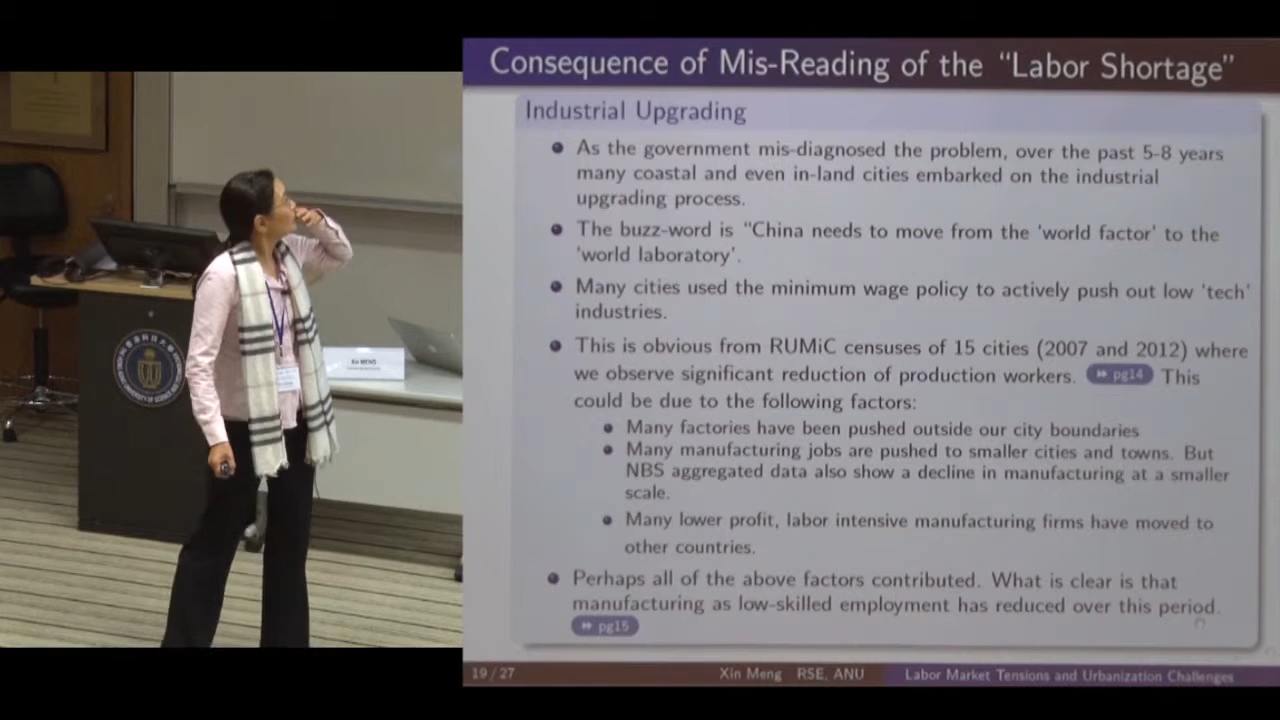 Consequence of Mis-Reading of the “Labor Shortage”
Industrial Upgrading
As the government mis-diagnosed the problem, over the past 5-8 years
many coastal and even in-land cities embarked on the industrial
upgrading process.
The buzz-word is “China needs to move from the 'world factor' to the
'world laboratory'.
Many cities used the minimum wage policy to actively push out low 'tech'
industries.
This is obvious from RUMiC censuses of 15 cities (2007 and 2012) where
we observe significant reduction of production workers. pg14 This
could be due to the following factors:
Many factories have been pushed outside our city boundaries
Many manufacturing jobs are pushed to smaller cities and towns. But
NBS aggregated data also show a decline in manufacturing at a smaller
scale.
Many lower profit, labor intensive manufacturing firms have moved to
other countries.
Perhaps all of the above factors contributed. What is clear is that
manufacturing as low-skilled employment has reduced over this period.
pg15
19 / 27
Xin Meng RSE, ANU
Labor Market Tensions and Urbanization Challenges
Xin MENG